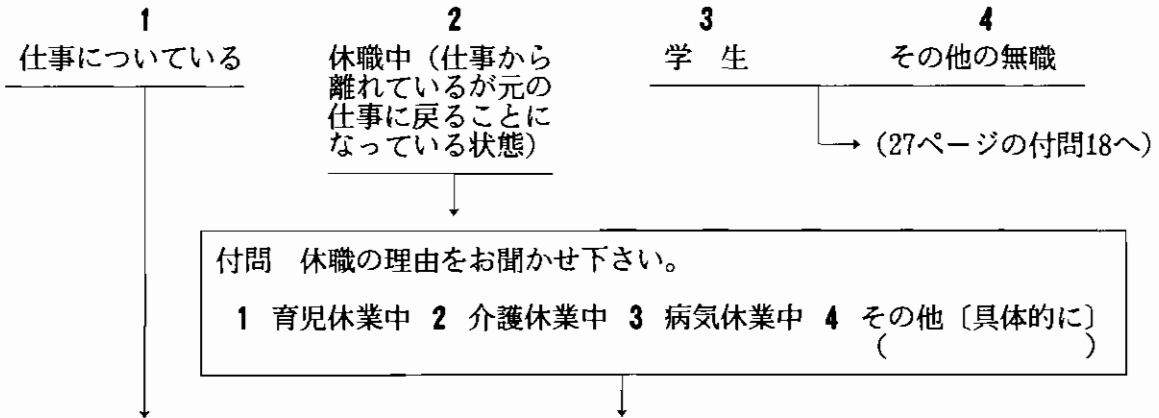 1 2 3 4
仕事についている 休職中（仕事から 学 生 その他の無職
離れているが元の
仕事に戻ることに
なっている状態）
（27ページの付問18へ）
付問 休職の理由をお聞かせ下さい。
1 育児休業中 2 介護休業中 3 病気休業中 4 その他〔具体的に〕
（ ）